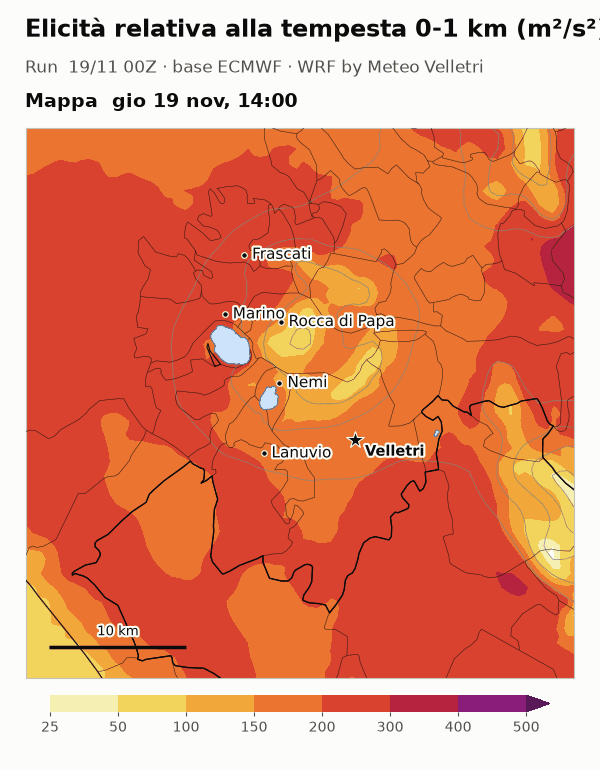 Elicità relativa alla tempesta 0-1 km (m²/s²)
Run  19/11 00Z · base ECMWF · WRF by Meteo Velletri
Mappa  gio 19 nov, 14:00
Frascati
Marino
Rocca di Papa
Nemi
Velletri
Lanuvio
10 km
25 50 100 150 200 300 400 500